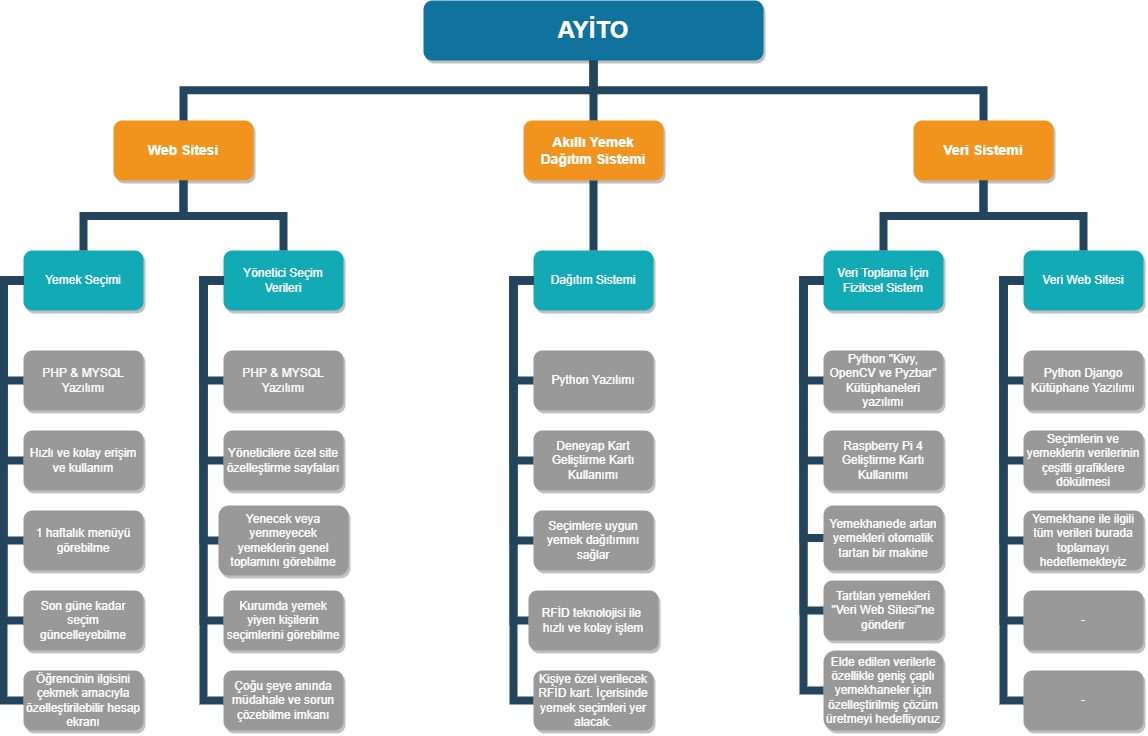 AYİTO
Web Sitesi
Akıllı Yemek
Dağıtım Sistemi
Veri Sistemi
Yemek Seçimi
Yönetici Seçim
Verileri
Dağıtım Sistemi
Veri Toplama İçin
Fiziksel Sistem
Veri Web Sitesi
PHP & MYSQL
Yazılımı
PHP & MYSQL
Yazılımı
Python Yazılımı
Python "Kivy,
OpenCV ve Pyzbar"
Kütüphaneleri
yazılımı
Python Django
Kütüphane Yazılımı
Hızlı ve kolay erişim
ve kullanım
Yöneticilere özel site
özelleştirme sayfaları
Deneyap Kart
Geliştirme Kartı
Kullanımı
Raspberry Pi 4
Geliştirme Kartı
Kullanımı
Seçimlerin ve
yemeklerin verilerinin
çeşitli grafiklere
dökülmesi
1 haftalık menüyü
görebilme
Yenecek veya
yenmeyecek
yemeklerin genel
toplamını görebilme
Seçimlere uygun
yemek dağıtımını
sağlar
Yemekhanede artan
yemekleri otomatik
tartan bir makine
Yemekhane ile ilgili
tüm verileri burada
toplamayı
hedeflemekteyiz
Son güne kadar
seçim
güncelleyebilme
Kurumda yemek
yiyen kişilerin
seçimlerini görebilme
RFİD teknolojisi ile
hızlı ve kolay işlem
Tartılan yemekleri
"Veri Web Sitesi"ne
gönderir
-
Öğrencinin ilgisini
çekmek amacıyla
özelleştirilebilir hesap
ekranı
Çoğu şeye anında
müdahale ve sorun
çözebilme imkanı
Kişiye özel verilecek
RFID kart. İçerisinde
yemek seçimleri yer
alacak.
Elde edilen verilerle
özellikle geniş çaplı
yemekhaneler için
özelleştirilmiş çözüm
üretmeyi hedefliyoruz
-